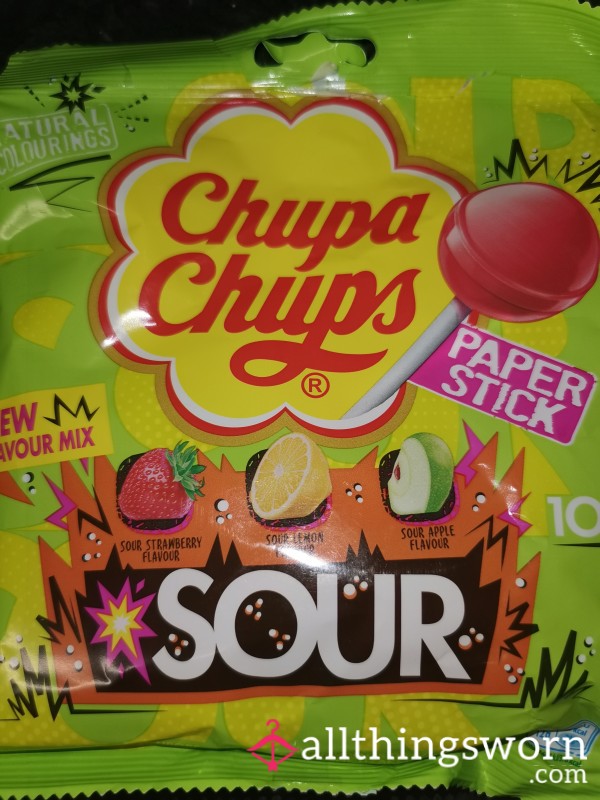 ATURAL
COLOURINGS
Chupa
Chups
®
PAPER
STICK
EW
AVOUR MIX
SOUR STRAWBERRY
FLAVOUR
SOUR LEMON
SOUR APPLE
FLAVOUR
10
SOUR
allthingsworn
.com